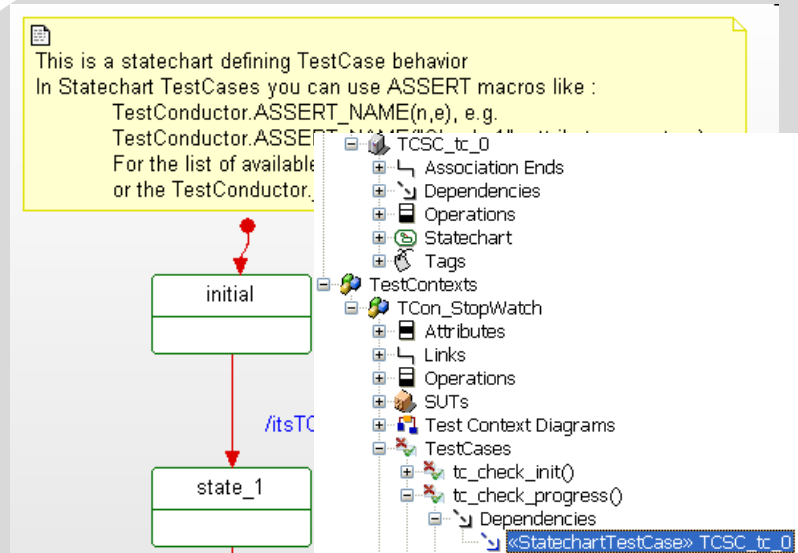 This is a statechart defining TestCase behavior
In Statechart TestCases you can use ASSERT macros like :
TestConductor.ASSERT_NAME(n,e), e.g.
TestConductor.ASSERT
For the list of available
or the TestConductor.
initial
/itsTC
state_1
TCSC_tc_0
Association Ends
Dependencies
Operations
Statechart
Tags
TestContexts
TCon_StopWatch
Attributes
Links
Operations
SUTs
Test Context Diagrams
TestCases
tc_check_init()
tc_check_progress()
Dependencies
«StatechartTestCase» TCSC_tc_0